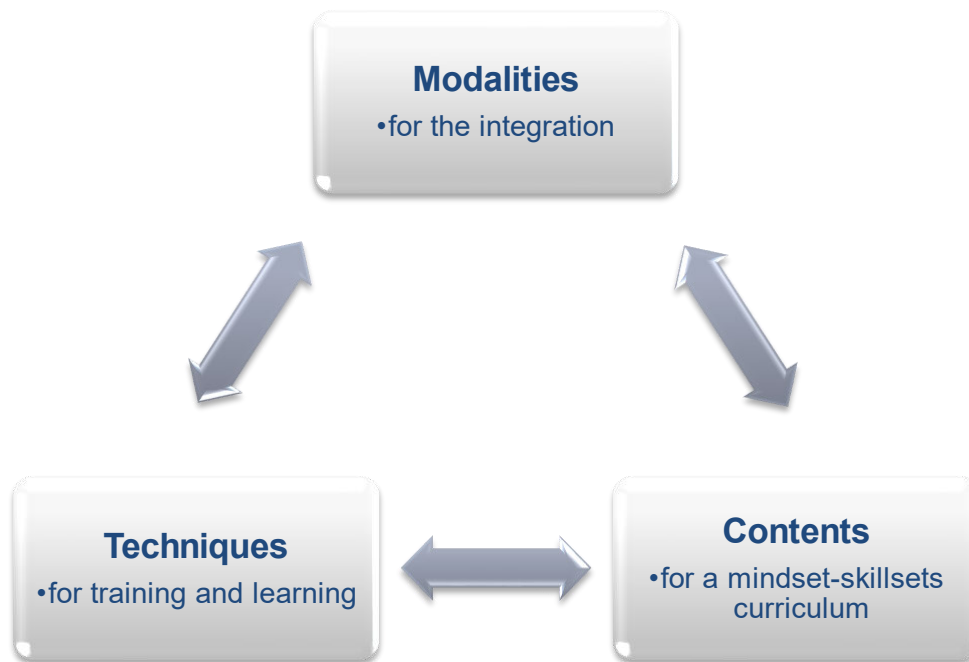 Modalities
•for the integration
Techniques
•for training and learning
Contents
•for a mindset-skillsets
curriculum